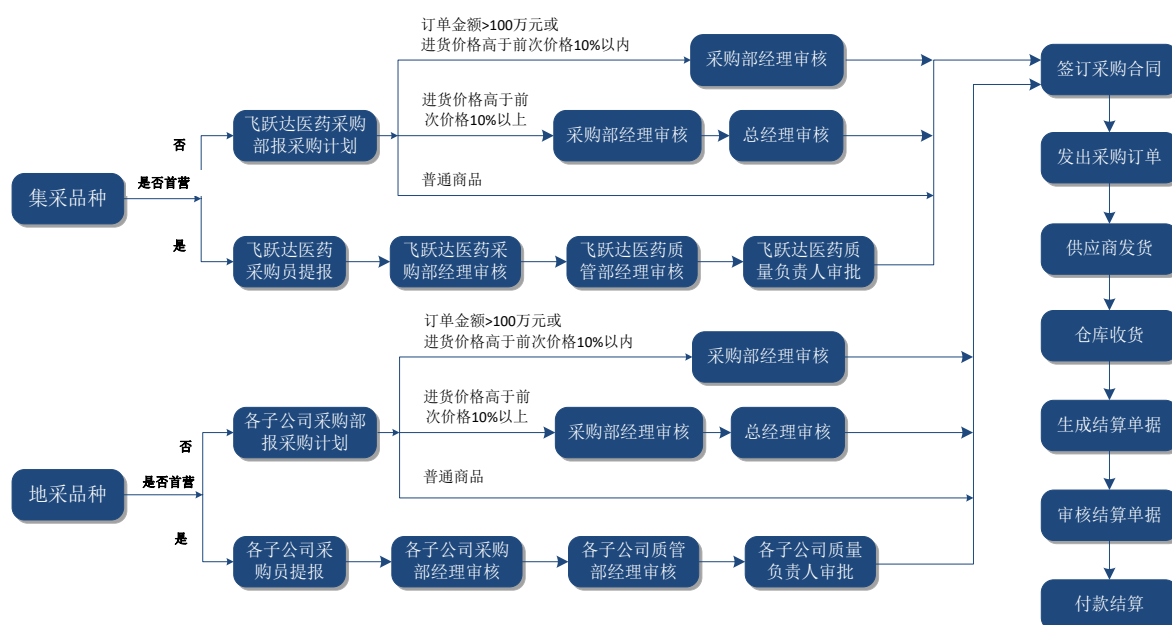 订单金额>100万元或
进货价格高于前次价格10%以内
采购部经理审核
进货价格高于前
次价格10%以上
采购部经理审核
总经理审核
普通商品
否
飞跃达医药采购
部报采购计划
集采品种
是否首营
是
飞跃达医药
采购员提报
飞跃达医药采
购部经理审核
飞跃达医药质
管部经理审核
飞跃达医药质
量负责人审批
订单金额>100万元或
进货价格高于前次价格10%以内
采购部经理审核
进货价格高于前
次价格10%以上
采购部经理审核
总经理审核
普通商品
否
各子公司采购部
报采购计划
地采品种
是否首营
是
各子公司采
购员提报
各子公司采购
部经理审核
各子公司质管
部经理审核
各子公司质量
负责人审批
签订采购合同
发出采购订单
供应商发货
仓库收货
生成结算单据
审核结算单据
付款结算